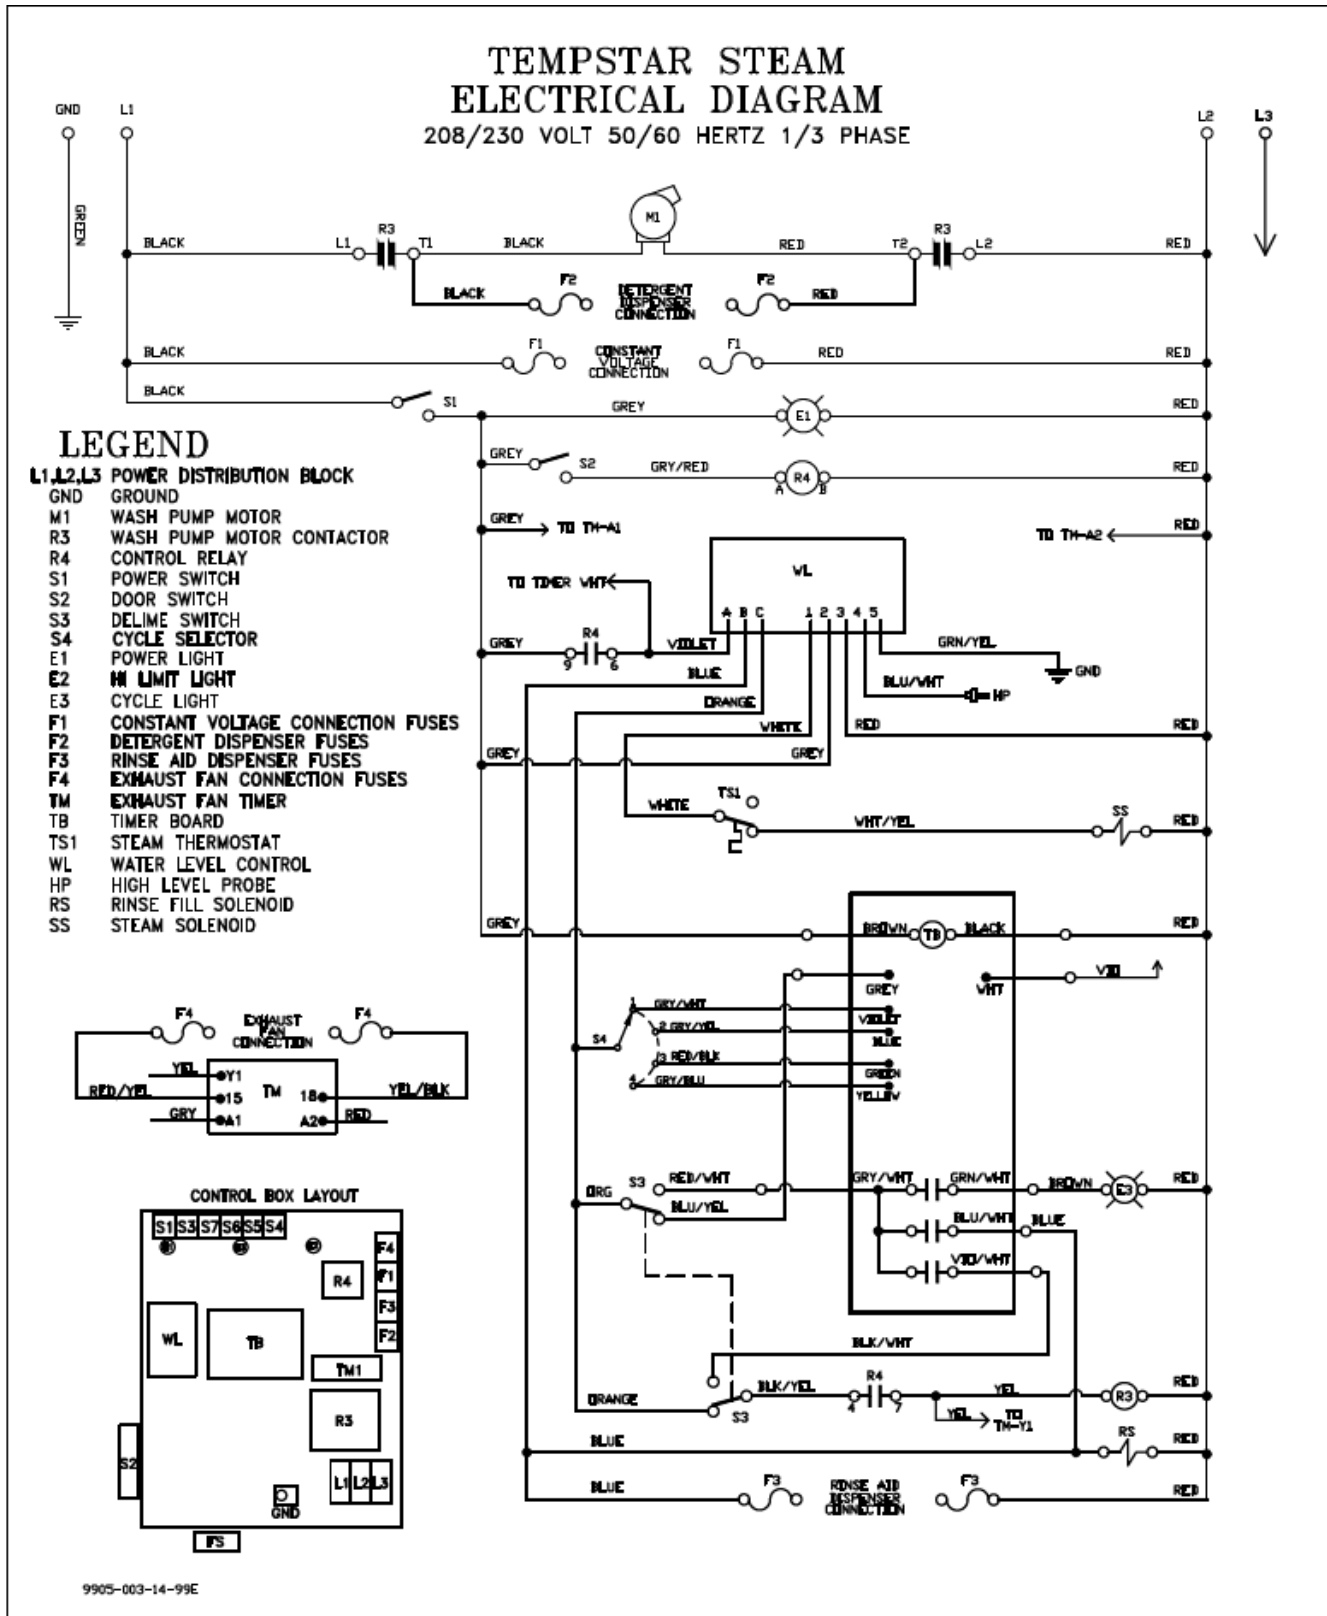 TEMPSTAR STEAM
ELECTRICAL DIAGRAM
208/230 VOLT 50/60 HERTZ 1/3 PHASE
GND
L1
L2
L3
GREEN
BLACK
L1
R3
T1
BLACK
M1
RED
T2
R3
L2
RED
BLACK
F2
DETERGENT
DISPENSER
CONNECTION
F2
RED
BLACK
F1
CONSTANT
VOLTAGE
CONNECTION
F1
RED
RED
BLACK
S1
GREY
E1
RED
GREY
S2
GRY/RED
A
R4
B
RED
GREY
TO TM-A1
TO TM-A2
RED
WL
A B C 1 2 3 4 5
TO TIMER WHT
GREY
9
R4
6
VIOLET
GRN/YEL
GND
BLUE
BLU/WHT
HP
ORANGE
WHITE
RED
RED
GREY
GREY
WHITE
TS1
WHT/YEL
SS
RED
GREY
BROWN
TB
BLACK
RED
GREY
WHT
VIO
S4
1
GRY/WHT
VIOLET
2
GRY/YEL
BLUE
3
RED/BLK
GREEN
4
GRY/BLU
YELLOW
ORG
S3
RED/WHT
BLU/YEL
GRY/WHT
GRN/WHT
BROWN
E3
RED
BLU/WHT
BLUE
VIO/WHT
BLK/WHT
ORANGE
S3
BLK/YEL
4
R4
7
YEL
R3
RED
YEL
TO
TM-Y1
BLUE
RS
RED
BLUE
F3
RINSE AID
DISPENSER
CONNECTION
F3
RED
LEGEND
L1,L2,L3 POWER DISTRIBUTION BLOCK
GND GROUND
M1 WASH PUMP MOTOR
R3 WASH PUMP MOTOR CONTACTOR
R4 CONTROL RELAY
S1 POWER SWITCH
S2 DOOR SWITCH
S3 DELIME SWITCH
S4 CYCLE SELECTOR
E1 POWER LIGHT
E2 HI LIMIT LIGHT
E3 CYCLE LIGHT
F1 CONSTANT VOLTAGE CONNECTION FUSES
F2 DETERGENT DISPENSER FUSES
F3 RINSE AID DISPENSER FUSES
F4 EXHAUST FAN CONNECTION FUSES
TM EXHAUST FAN TIMER
TB TIMER BOARD
TS1 STEAM THERMOSTAT
WL WATER LEVEL CONTROL
HP HIGH LEVEL PROBE
RS RINSE FILL SOLENOID
SS STEAM SOLENOID
F4
EXHAUST
FAN
CONNECTION
F4
YEL
Y1
RED/YEL
15
TM
18
YEL/BLK
GRY
A1
A2
RED
CONTROL BOX LAYOUT
S1 S3 S7 S6 S5 S4
F4
R4
F1
F3
WL
TB
F2
TM1
R3
S2
L1 L2 L3
GND
FS
9905-003-14-99E